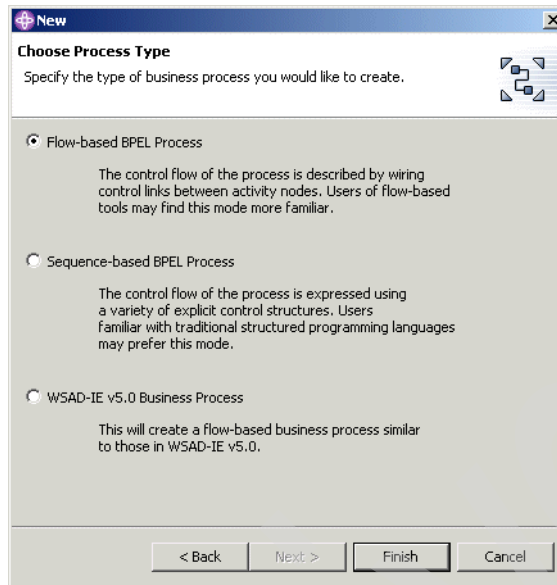 New
Choose Process Type
Specify the type of business process you would like to create.
Flow-based BPEL Process
The control flow of the process is described by wiring
control links between activity nodes. Users of flow-based
tools may find this mode more familiar.
Sequence-based BPEL Process
The control flow of the process is expressed using
a variety of explicit control structures. Users
familiar with traditional structured programming languages
may prefer this mode.
WSAD-IE v5.0 Business Process
This will create a flow-based business process similar
to those in WSAD-IE v5.0.
< Back Next > Finish Cancel